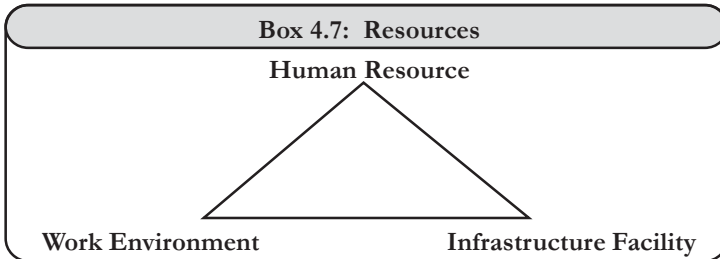 Box 4.7: Resources
Human Resource
Work Environment Infrastructure Facility